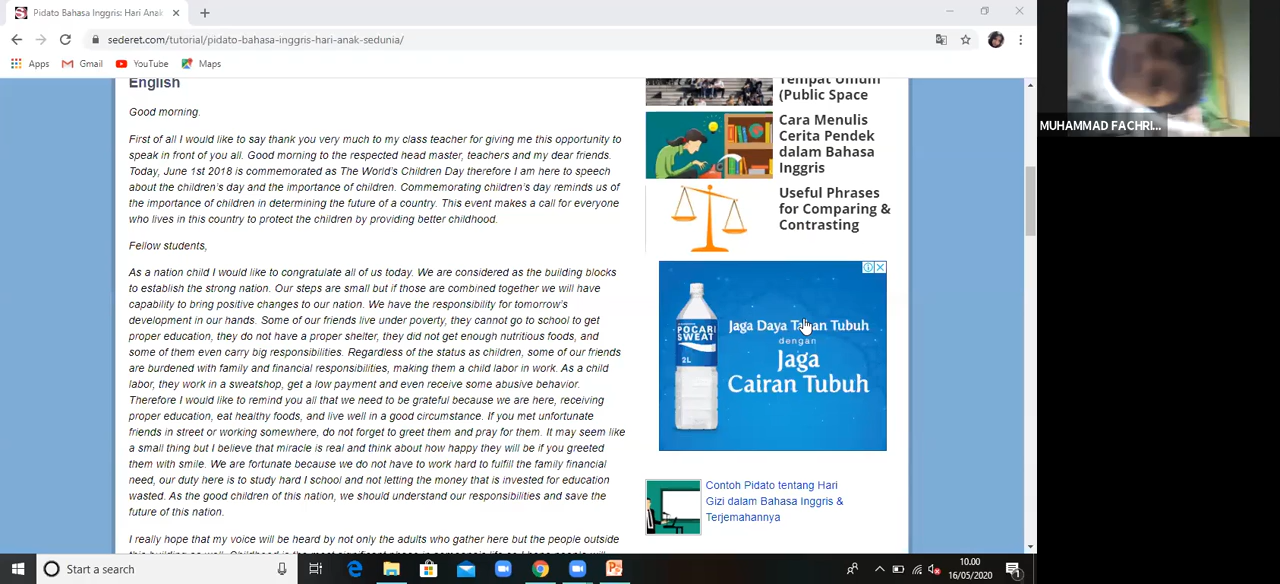 Pidato Bahasa Inggris: Hari Anak
sederet.com/tutorial/pidato-bahasa-inggris-hari-anak-sedunia/
Apps
Gmail
YouTube
Maps
English
Good morning.
First of all I would like to say thank you very much to my class teacher for giving me this opportunity to
speak in front of you all. Good morning to the respected head master, teachers and my dear friends.
Today, June 1st 2018 is commemorated as The World's Children Day therefore I am here to speech
about the children's day and the importance of children. Commemorating children's day reminds us of
the importance of children in determining the future of a country. This event makes a call for everyone
who lives in this country to protect the children by providing better childhood.
Fellow students,
As a nation child I would like to congratulate all of us today. We are considered as the building blocks
to establish the strong nation. Our steps are small but if those are combined together we will have
capability to bring positive changes to our nation. We have the responsibility for tomorrow's
development in our hands. Some of our friends live under poverty, they cannot go to school to get
proper education, they do not have a proper shelter, they did not get enough nutritious foods, and
some of them even carry big responsibilities. Regardless of the status as children, some of our friends
are burdened with family and financial responsibilities, making them a child labor in work. As a child
labor, they work in a sweatshop, get a low payment and even receive some abusive behavior.
Therefore I would like to remind you all that we need to be grateful because we are here, receiving
proper education, eat healthy foods, and live well in a good circumstance. If you met unfortunate
friends in street or working somewhere, do not forget to greet them and pray for them. It may seem like
a small thing but I believe that miracle is real and think about how happy they will be if you greeted
them with smile. We are fortunate because we do not have to work hard to fulfill the family financial
need, our duty here is to study hard I school and not letting the money that is invested for education
wasted. As the good children of this nation, we should understand our responsibilities and save the
future of this nation.
I really hope that my voice will be heard by not only the adults who gather here but the people outside
Tempat Umum
(Public Space
Cara Menulis
Cerita Pendek
dalam Bahasa
Inggris
Useful Phrases
for Comparing &
Contrasting
POCARI
SWEAT
2L
Jaga Daya Tahan Tubuh
dengan
Jaga
Cairan Tubuh
Contoh Pidato tentang Hari
Gizi dalam Bahasa Inggris &
Terjemahannya
MUHAMMAD FACHRI...
Start a search
10.00
16/05/2020